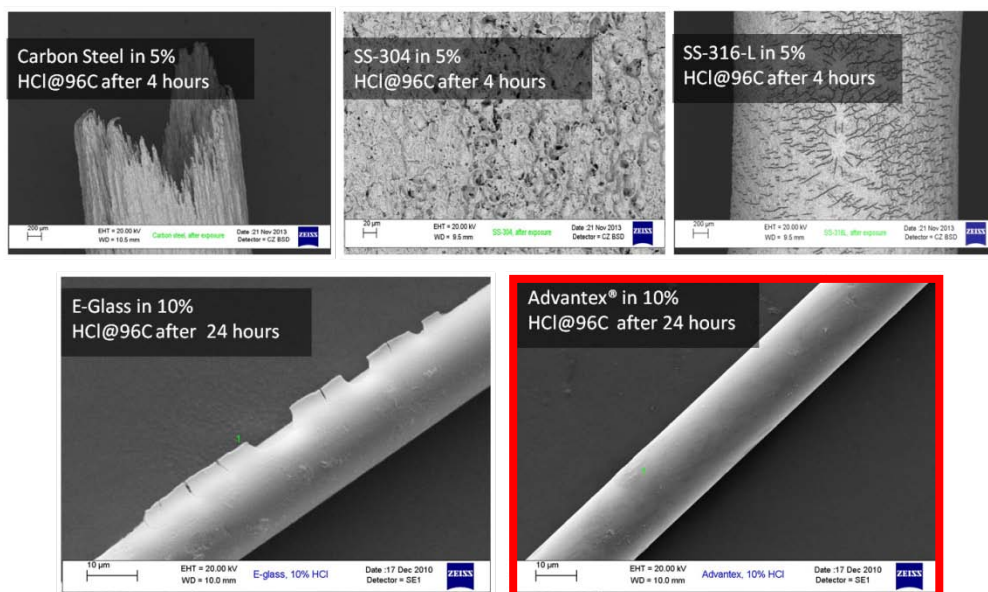 Carbon Steel in 5%
HCl@96C after 4 hours
200 µm
EHT = 20.00 kV
WD = 10.5 mm
Carbon steel, after exposure
Date :21 Nov 2013
Detector = CZ BSD
ZEISS
SS-304 in 5%
HCl@96C after 4 hours
20 µm
EHT = 20.00 kV
WD = 9.5 mm
SS-304, after exposure
Date :21 Nov 2013
Detector = CZ BSD
ZEISS
SS-316-L in 5%
HCl@96C after 4 hours
200 µm
EHT = 20.00 kV
WD = 9.5 mm
SS-316L, after exposure
Date :21 Nov 2013
Detector = CZ BSD
ZEISS
E-Glass in 10%
HCl@96C after 24 hours
10 µm
EHT = 20.00 kV
WD = 10.0 mm
E-glass, 10% HCl
Date :17 Dec 2010
Detector = SE1
ZEISS
Advantex® in 10%
HCl@96C after 24 hours
10 µm
EHT = 20.00 kV
WD = 10.0 mm
Advantex, 10% HCl
Date :17 Dec 2010
Detector = SE1
ZEISS